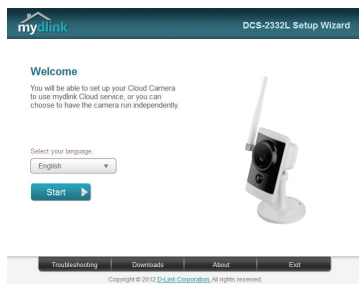 mydlink
DCS-2332L Setup Wizard
Welcome
You will be able to set up your Cloud Camera
to use mydlink Cloud service, or you can
choose to have the camera run independently.
Select your language:
English
Start
Troubleshooting
Downloads
About
Exit
Copyright © 2012 D-Link Corporation. All rights reserved.